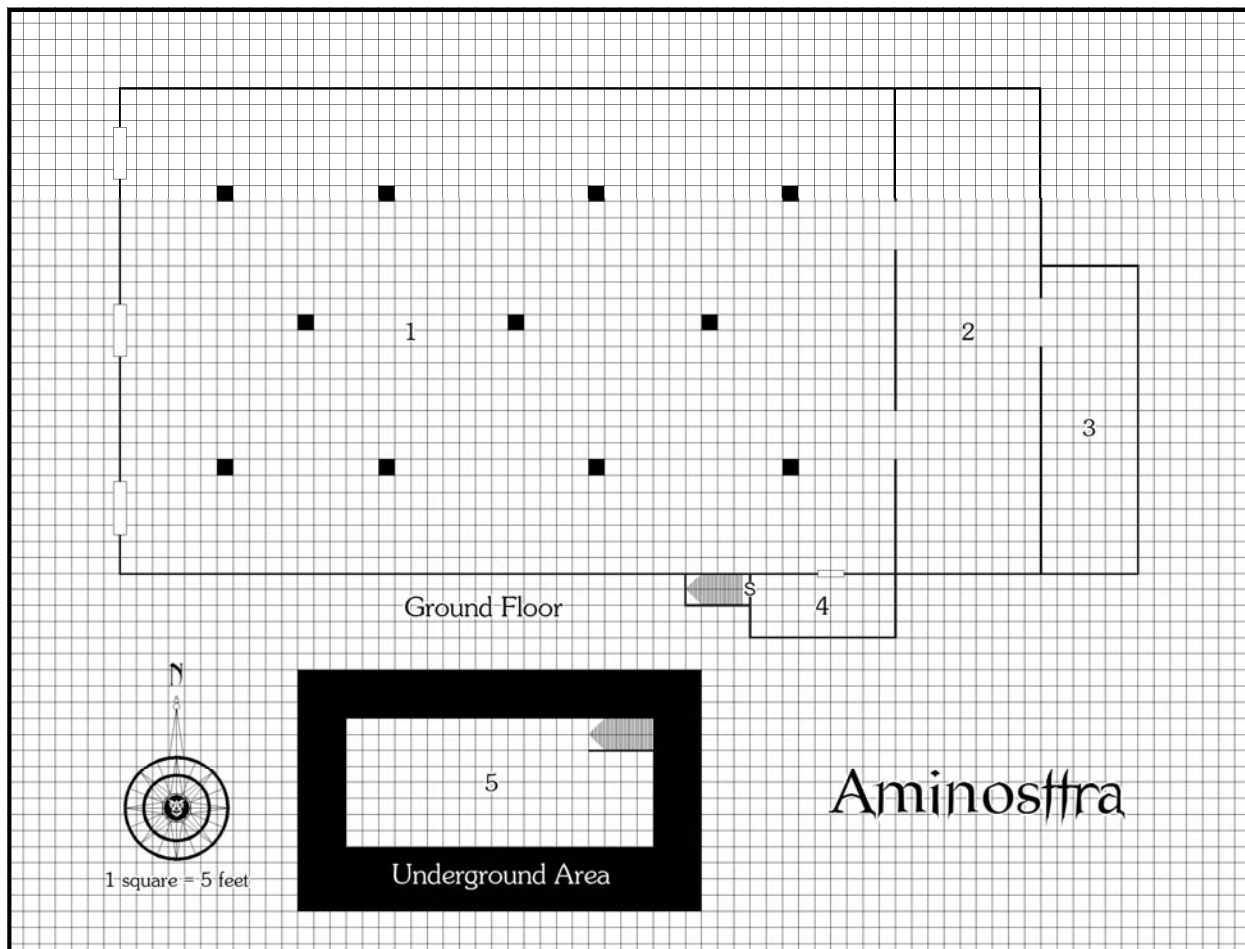 1
2
3
S
4
Ground Floor
N
5
Aminosttra
1 square = 5 feet
Underground Area